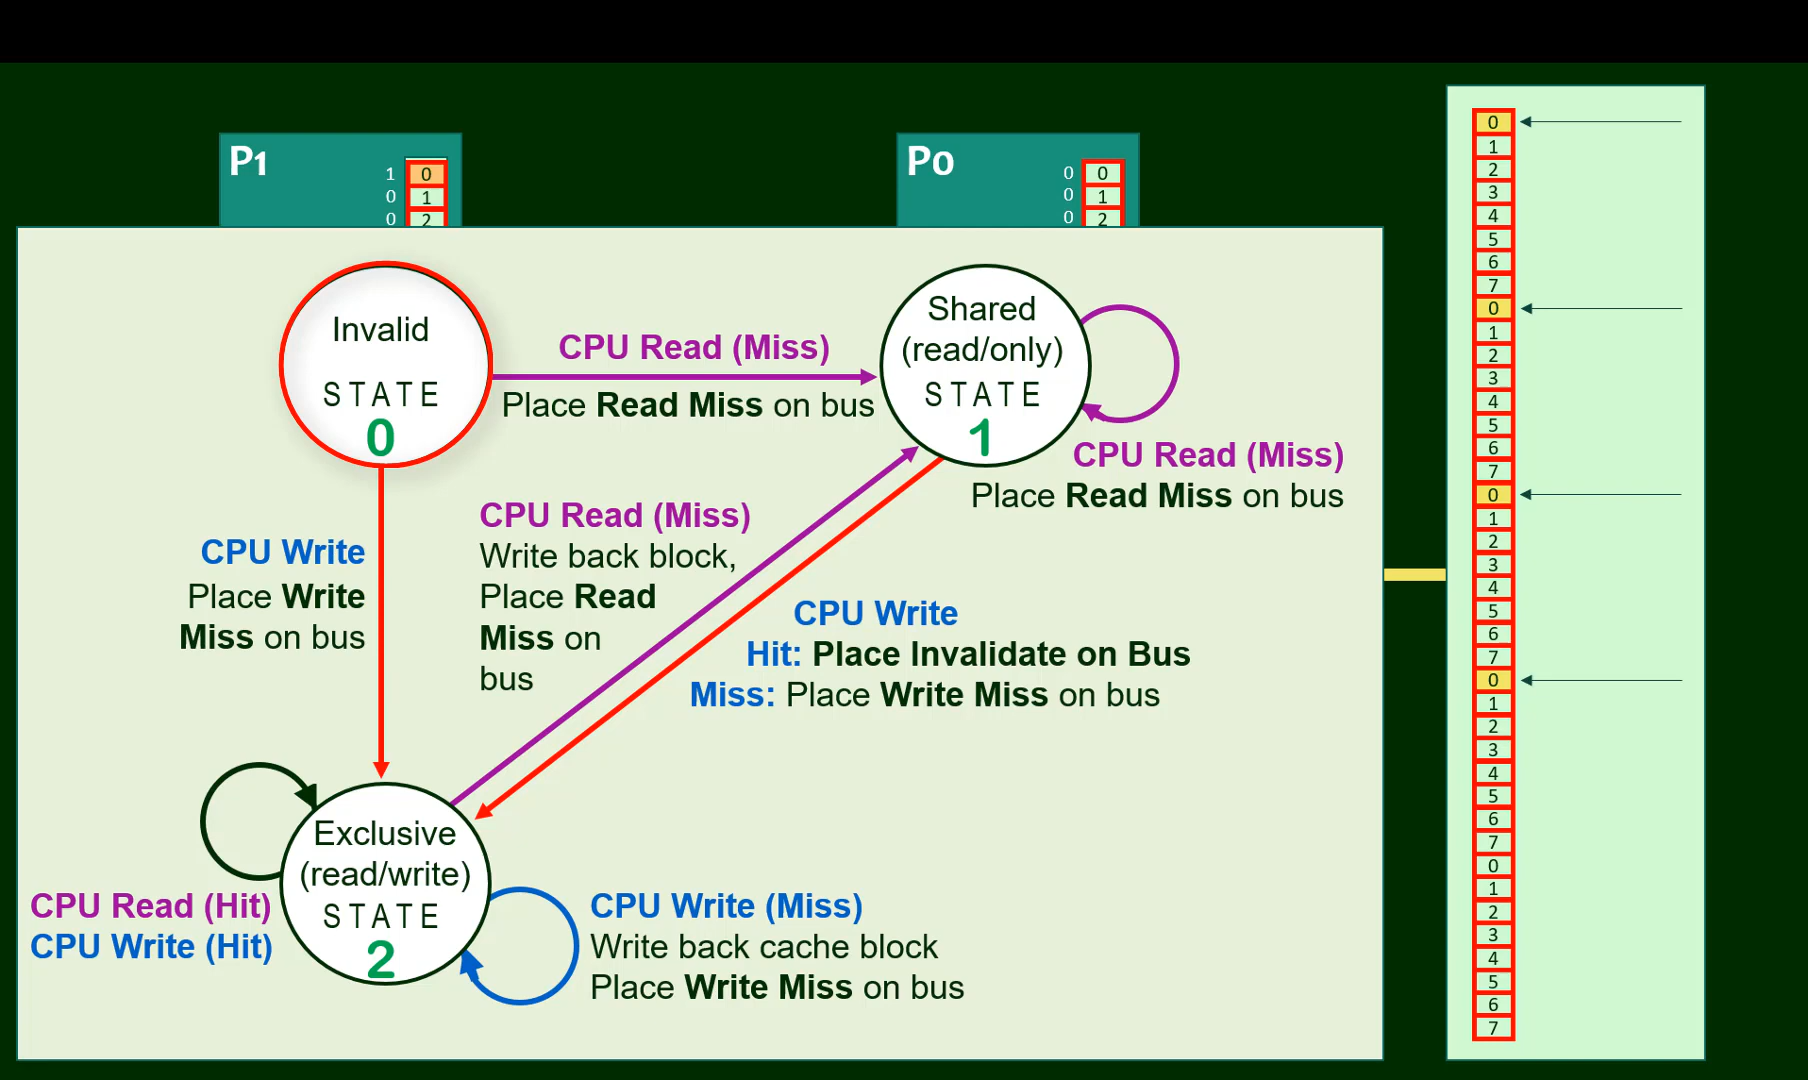 P1
1 0
0 1
0 2
P0
0 0
0 1
0 2
Invalid
STATE
0
CPU Read (Miss)
Place Read Miss on bus
Shared
(read/only)
STATE
1
CPU Read (Miss)
Place Read Miss on bus
CPU Write
Place Write
Miss on bus
CPU Read (Miss)
Write back block,
Place Read
Miss on
bus
CPU Write
Hit: Place Invalidate on Bus
Miss: Place Write Miss on bus
Exclusive
(read/write)
STATE
2
CPU Read (Hit)
CPU Write (Hit)
CPU Write (Miss)
Write back cache block
Place Write Miss on bus
0
1
2
3
4
5
6
7
0
1
2
3
4
5
6
7
0
1
2
3
4
5
6
7
0
1
2
3
4
5
6
7
0
1
2
3
4
5
6
7